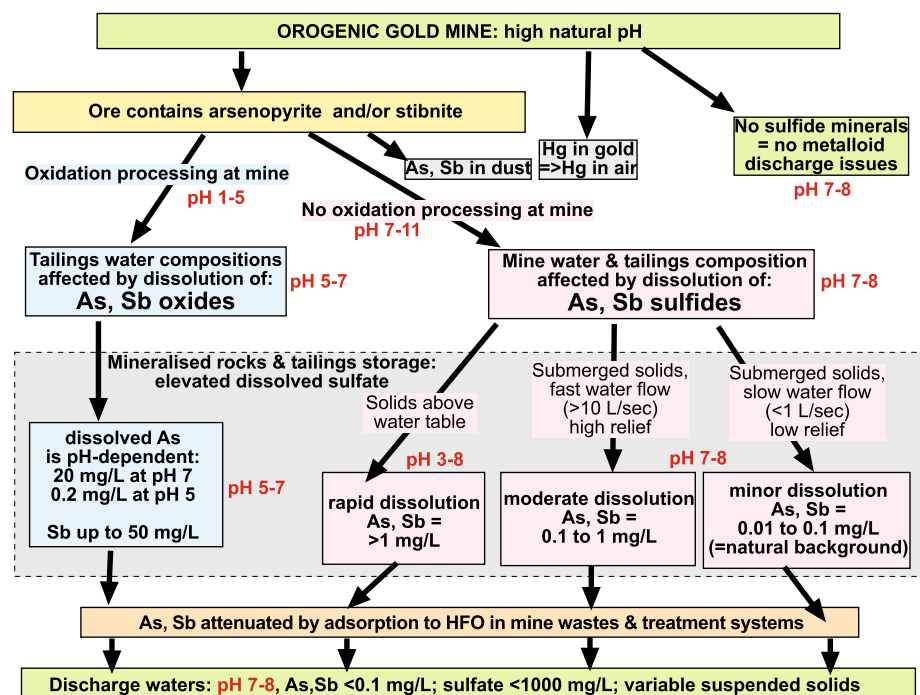 OROGENIC GOLD MINE: high natural pH
Ore contains arsenopyrite and/or stibnite
No sulfide minerals
= no metalloid
discharge issues
pH 7-8
As, Sb in dust
Hg in gold
=>Hg in air
Oxidation processing at mine
pH 1-5
No oxidation processing at mine
pH 7-11
Tailings water compositions
affected by dissolution of:
As, Sb oxides
pH 5-7
Mine water & tailings composition
affected by dissolution of:
As, Sb sulfides
pH 7-8
Mineralised rocks & tailings storage:
elevated dissolved sulfate
Solids above
water table
Submerged solids,
fast water flow
(>10 L/sec)
high relief
Submerged solids,
slow water flow
(<1 L/sec)
low relief
dissolved As
is pH-dependent:
20 mg/L at pH 7
0.2 mg/L at pH 5
Sb up to 50 mg/L
pH 5-7
pH 3-8
rapid dissolution
As, Sb =
>1 mg/L
pH 7-8
moderate dissolution
As, Sb =
0.1 to 1 mg/L
minor dissolution
As, Sb =
0.01 to 0.1 mg/L
(=natural background)
As, Sb attenuated by adsorption to HFO in mine wastes & treatment systems
Discharge waters: pH 7-8, As,Sb <0.1 mg/L; sulfate <1000 mg/L; variable suspended solids